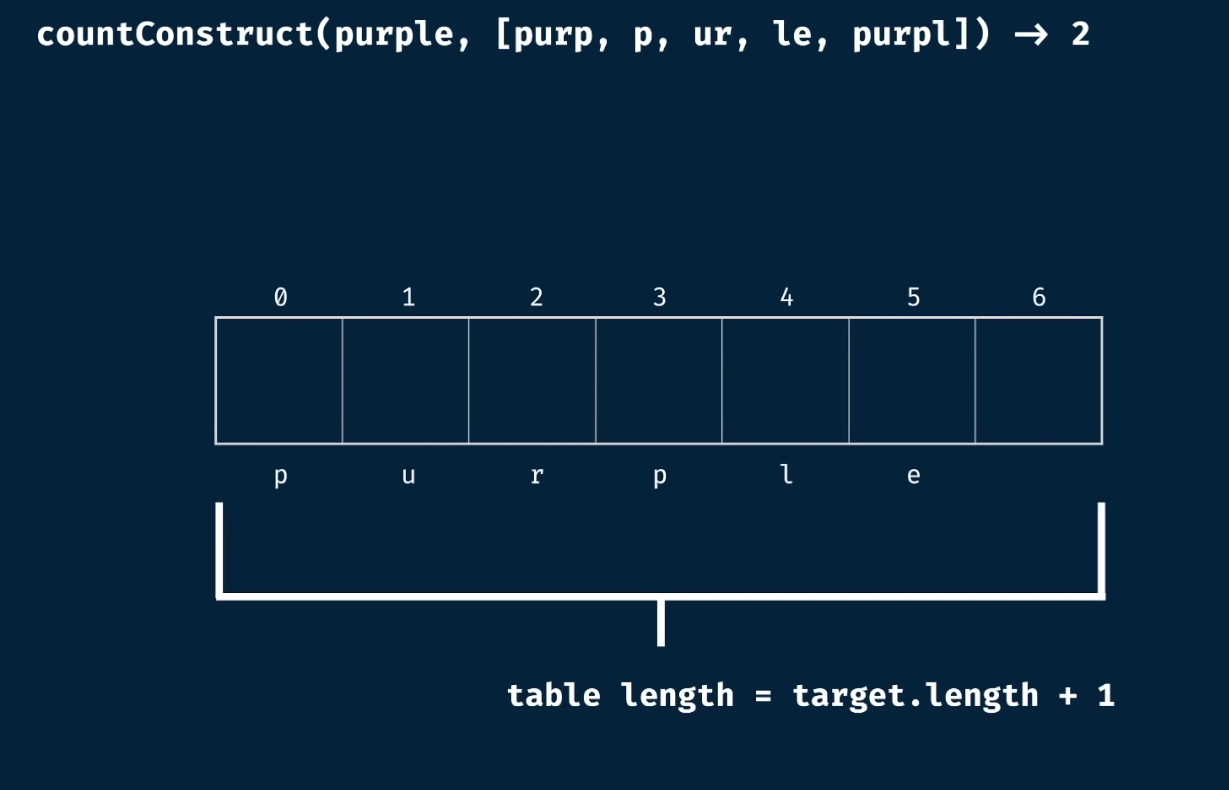 countConstruct(purple, [purp, p, ur, le, purpl]) → 2
0 1 2 3 4 5 6
p u r p l e
table length = target.length + 1